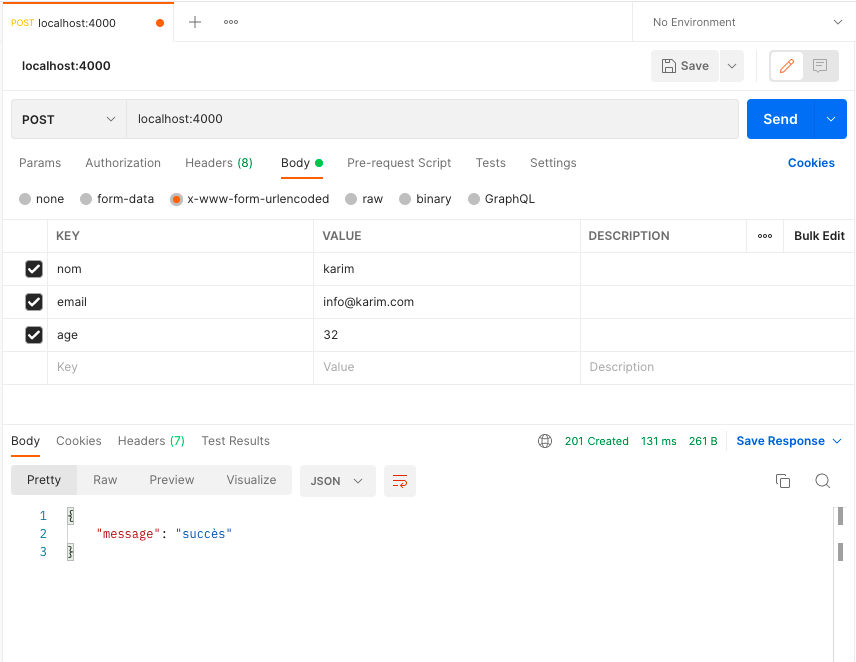 POST localhost:4000
No Environment
localhost:4000
Save
POST localhost:4000 Send
Params Authorization Headers (8) Body Pre-request Script Tests Settings Cookies
none form-data x-www-form-urlencoded raw binary GraphQL
KEY VALUE DESCRIPTION Bulk Edit
nom karim
email info@karim.com
age 32
Key Value Description
Body Cookies Headers (7) Test Results 201 Created 131 ms 261 B Save Response
Pretty Raw Preview Visualize JSON
1 {
2 "message": "succès"
3 }